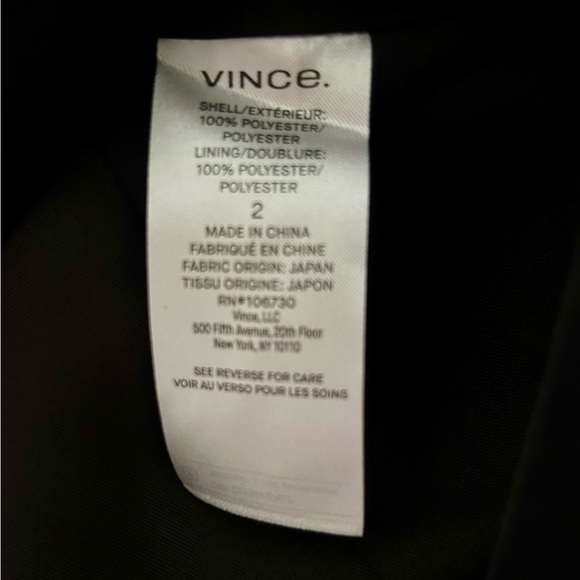 VINCe.
SHELL/EXTÉRIEUR:
100% POLYESTER/
POLYESTER
LINING/DOUBLURE:
100% POLYESTER/
POLYESTER
2
MADE IN CHINA
FABRIQUÉ EN CHINE
FABRIC ORIGIN: JAPAN
TISSU ORIGINE: JAPON
RN#106730
Vince, LLC
500 Fifth Avenue, 20th Floor
New York, NY 10110
SEE REVERSE FOR CARE
VOIR AU VERSO POUR LES SOINS